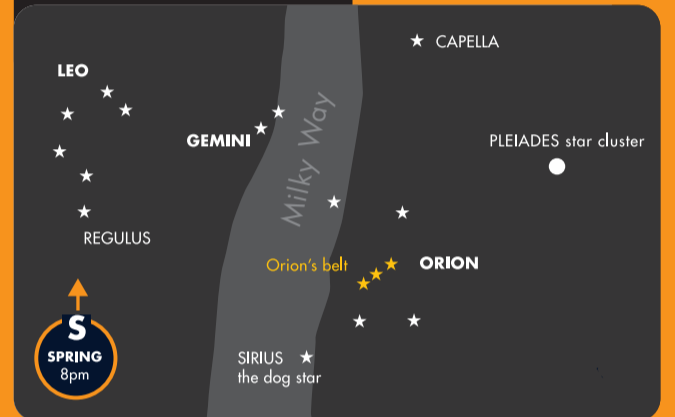 CAPELLA
LEO
GEMINI
Milky Way
PLEIADES star cluster
REGULUS
Orion's belt
ORION
S
SPRING
8pm
SIRIUS
the dog star